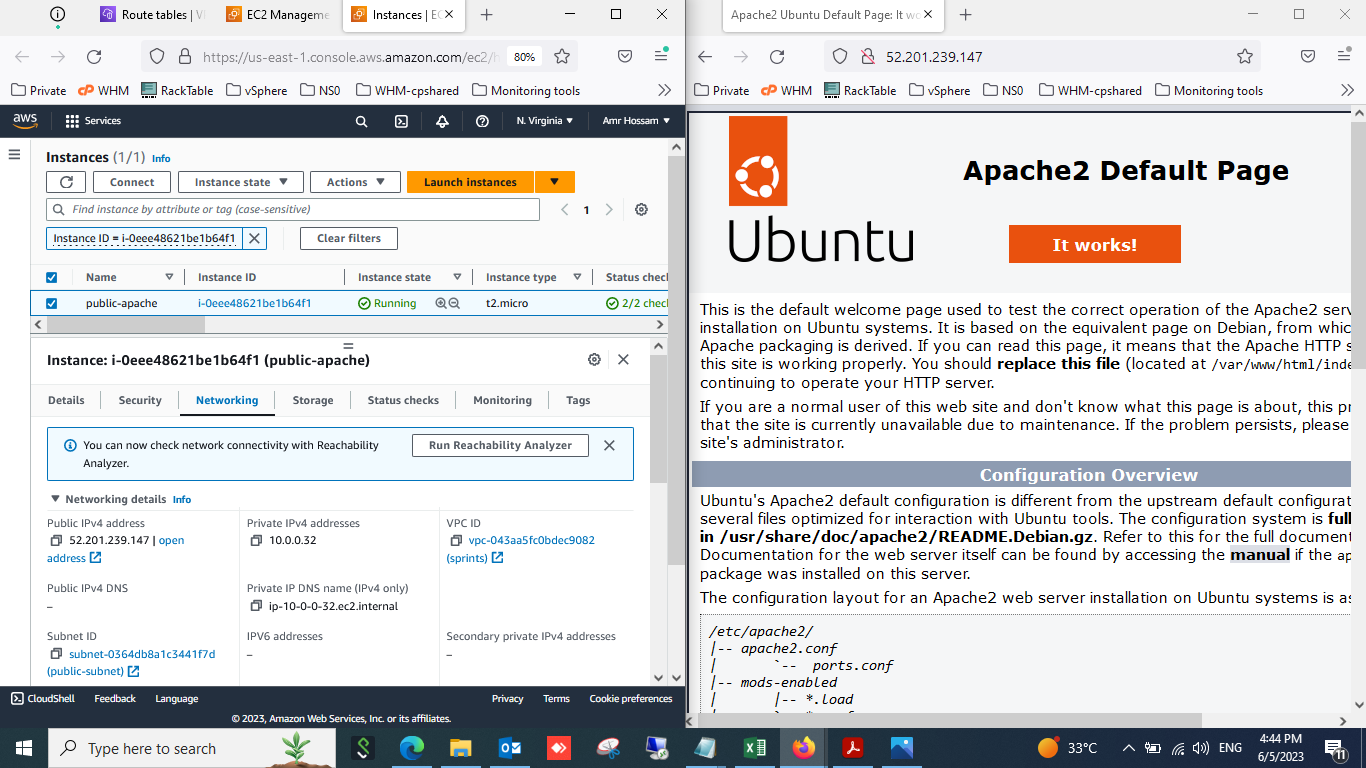 Route tables | V
EC2 Manageme
Instances | EC
https://us-east-1.console.aws.amazon.com/ec2/h
80%
Private
WHM
RackTable
vSphere
NS0
WHM-cpshared
Monitoring tools
aws
Services
N. Virginia
Amr Hossam
Instances (1/1) Info
Connect
Instance state
Actions
Launch instances
Find instance by attribute or tag (case-sensitive)
1
Instance ID = i-0eee48621be1b64f1
Clear filters
Name
Instance ID
Instance state
Instance type
Status check
public-apache
i-0eee48621be1b64f1
Running
t2.micro
2/2 chec
Instance: i-0eee48621be1b64f1 (public-apache)
Details
Security
Networking
Storage
Status checks
Monitoring
Tags
You can now check network connectivity with Reachability
Analyzer.
Run Reachability Analyzer
Networking details Info
Public IPv4 address
52.201.239.147 | open
address
Private IPv4 addresses
10.0.0.32
VPC ID
vpc-043aa5fc0bdec9082
(sprints)
Public IPv4 DNS
–
Private IP DNS name (IPv4 only)
ip-10-0-0-32.ec2.internal
Subnet ID
subnet-0364db8a1c3441f7d
(public-subnet)
IPV6 addresses
–
Secondary private IPv4 addresses
–
CloudShell
Feedback
Language
Privacy
Terms
Cookie preferences
© 2023, Amazon Web Services, Inc. or its affiliates.
Apache2 Ubuntu Default Page: It wo
52.201.239.147
Private
WHM
RackTable
vSphere
NS0
WHM-cpshared
Monitoring tools
Ubuntu
Apache2 Default Page
It works!
This is the default welcome page used to test the correct operation of the Apache2 serv
installation on Ubuntu systems. It is based on the equivalent page on Debian, from whic
Apache packaging is derived. If you can read this page, it means that the Apache HTTP s
this site is working properly. You should replace this file (located at /var/www/html/inde
continuing to operate your HTTP server.
If you are a normal user of this web site and don't know what this page is about, this pr
that the site is currently unavailable due to maintenance. If the problem persists, please
site's administrator.
Configuration Overview
Ubuntu's Apache2 default configuration is different from the upstream default configurat
several files optimized for interaction with Ubuntu tools. The configuration system is full
in /usr/share/doc/apache2/README.Debian.gz. Refer to this for the full document
Documentation for the web server itself can be found by accessing the manual if the ap
package was installed on this server.
The configuration layout for an Apache2 web server installation on Ubuntu systems is as
/etc/apache2/
|-- apache2.conf
|       `--  ports.conf
|-- mods-enabled
|       |-- *.load
Type here to search
33°C
ENG
4:44 PM
6/5/2023
11